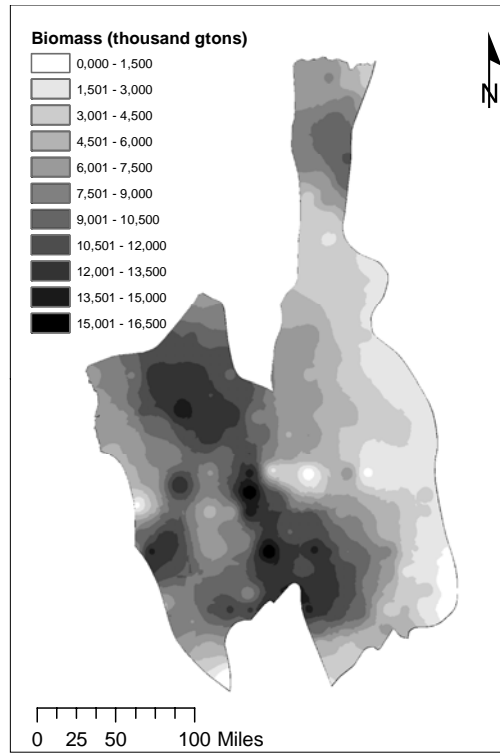 Biomass (thousand gtons)
0,000 - 1,500
1,501 - 3,000
3,001 - 4,500
4,501 - 6,000
6,001 - 7,500
7,501 - 9,000
9,001 - 10,500
10,501 - 12,000
12,001 - 13,500
13,501 - 15,000
15,001 - 16,500
N
0 25 50 100 Miles